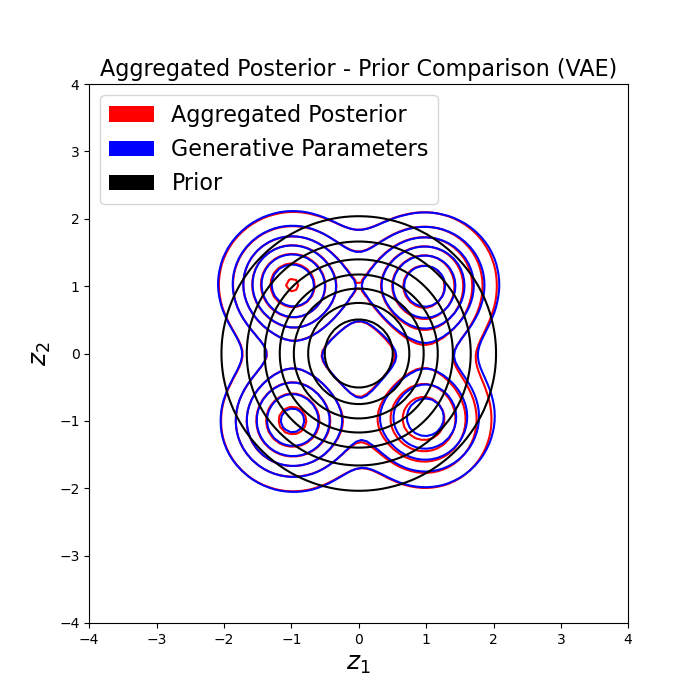 Aggregated Posterior - Prior Comparison (VAE)
Aggregated Posterior
Generative Parameters
Prior
4
3
2
1
0
−1
−2
−3
−4
z₂
−4 −3 −2 −1 0 1 2 3 4
z₁